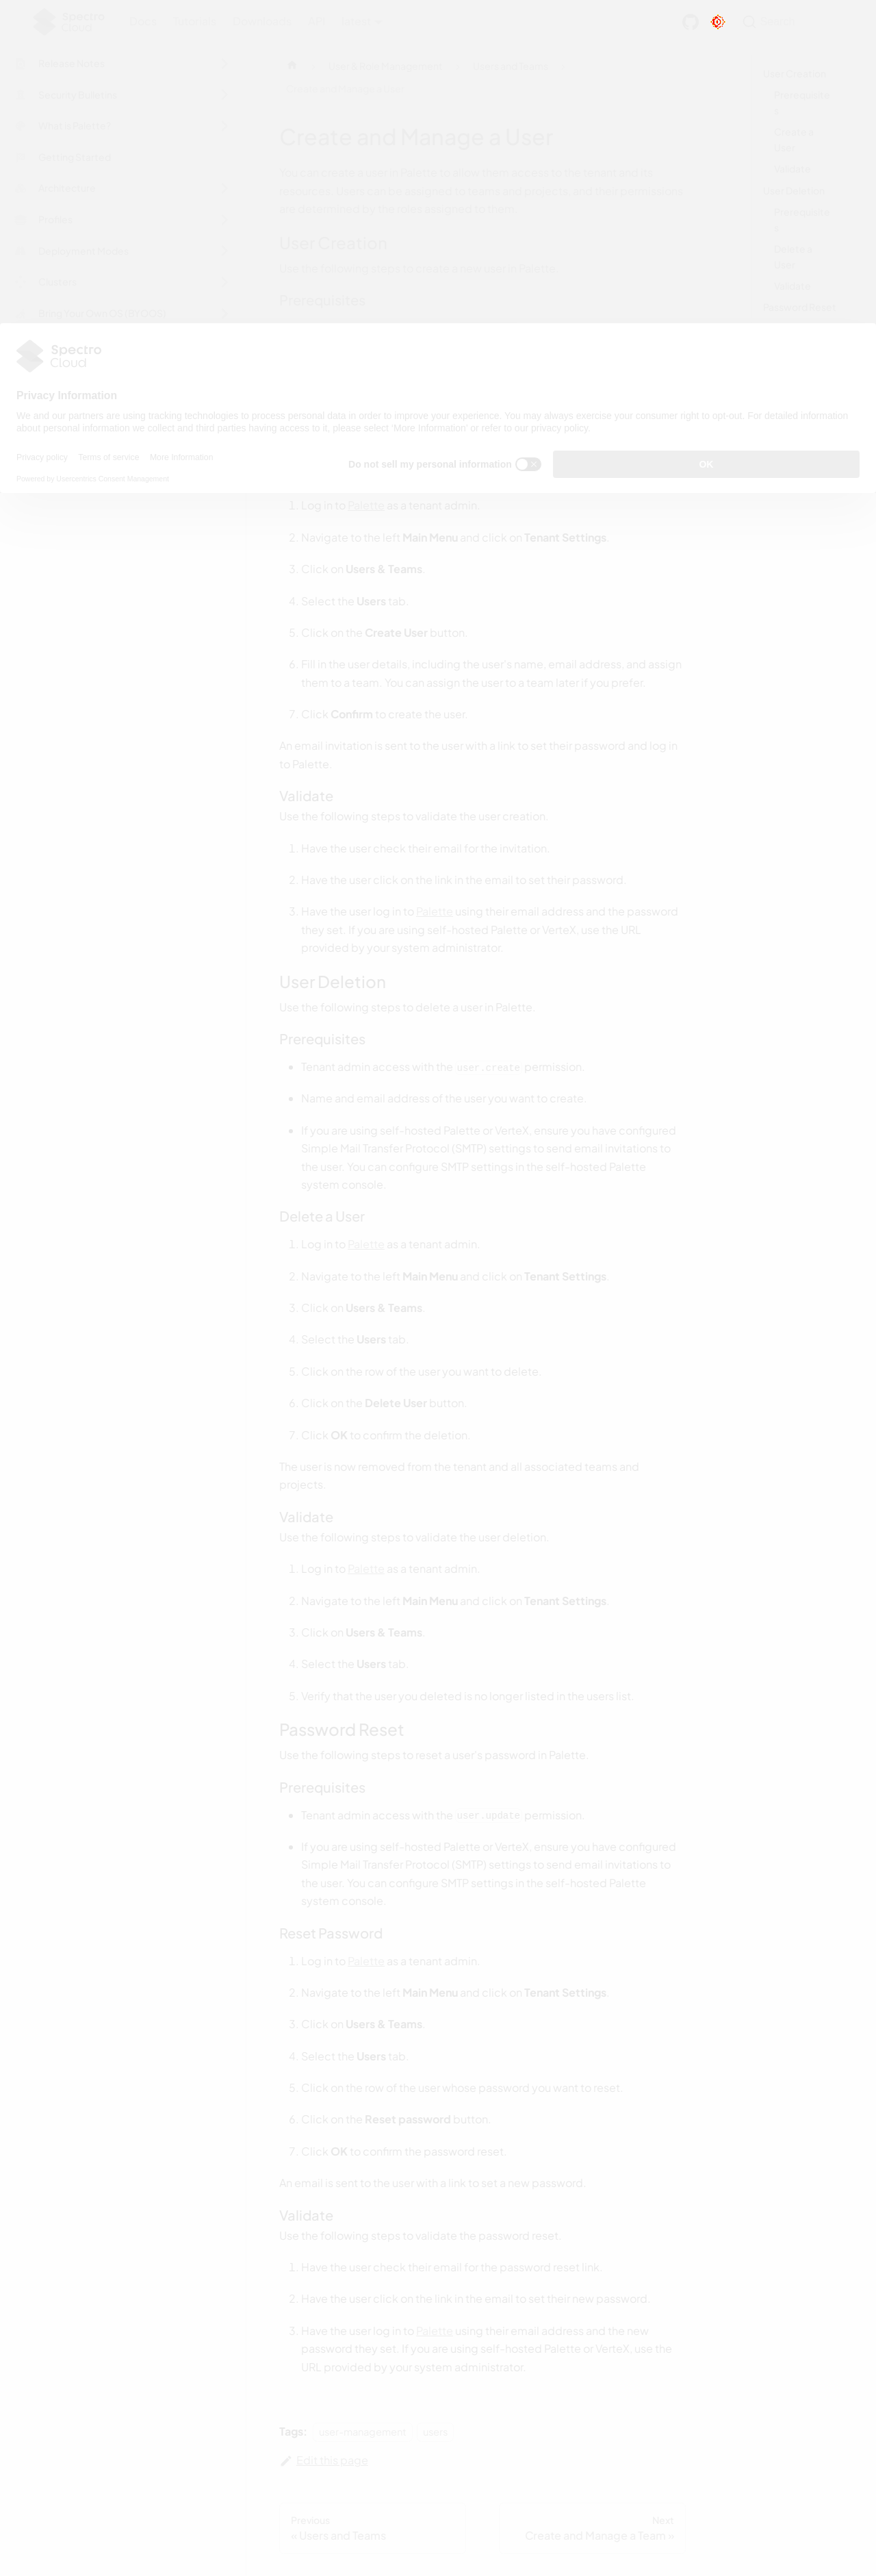 Spectro
Cloud
Create and Manage a User
User Creation
Use the following steps to create a new user in Palette.
Prerequisites
Spectro
Cloud
Privacy Information
We and our partners are using tracking technologies to process personal data in order to improve your experience. You may always exercise your consumer right to opt-out. For detailed information
about personal information we collect and third parties having access to it, please select 'More Information' or refer to our privacy policy.
Privacy policy Terms of service More Information
Do not sell my personal information
OK
Powered by Usercentrics Consent Management
1. Log in to Palette as a tenant admin.
2. Navigate to the left Main Menu and click on Tenant Settings
3. Click on Users & Teams.
4. Select the Users tab.
5. Click on the Create User button.
6. Fill in the user details, including the user's name, email address, and assign
them to a team. You can assign the user to a team later if you prefer.
7. Click Confirm to create the user.
An email invitation is sent to the user with a link to set their password and log in
to Palette.
Validate
Use the following steps to validate the user creation.
1. Have the user check their email for the invitation.
2. Have the user click on the link in the email to set their password.
3. Have the user log in to Palette using their email address and the password
they set. If you are using self-hosted Palette or VerteX, use the URL
provided by your system administrator.
User Deletion
Use the following steps to delete a user in Palette.
Prerequisites
Tenant admin access with the user.create permission.
Name and email address of the user you want to create.
If you are using self-hosted Palette or VerteX, ensure you have configured
Simple Mail Transfer Protocol (SMTP) settings to send email invitations to
the user. You can configure SMTP settings in the self-hosted Palette
system console.
Delete a User
1. Log in to Palette as a tenant admin.
2. Navigate to the left Main Menu and click on Tenant Settings
3. Click on Users & Teams.
4. Select the Users tab.
5. Click on the row of the user you want to delete.
6. Click on the Delete User button.
7. Click OK to confirm the deletion.
The user is now removed from the tenant and all associated teams and
projects.
Validate
Use the following steps to validate the user deletion.
1. Log in to Palette as a tenant admin.
2. Navigate to the left Main Menu and click on Tenant Settings
3. Click on Users & Teams.
4. Select the Users tab.
5. Verify that the user you deleted is no longer listed in the users list.
Password Reset
Use the following steps to reset a user's password in Palette.
Prerequisites
Tenant admin access with the user.update permission.
If you are using self-hosted Palette or VerteX, ensure you have configured
Simple Mail Transfer Protocol (SMTP) settings to send email invitations to
the user. You can configure SMTP settings in the self-hosted Palette
system console.
Reset Password
1. Log in to Palette as a tenant admin.
2. Navigate to the left Main Menu and click on Tenant Settings
3. Click on Users & Teams.
4. Select the Users tab.
5. Click on the row of the user whose password you want to reset.
6. Click on the Reset password button.
7. Click OK to confirm the password reset.
An email is sent to the user with a link to set a new password.
Validate
Use the following steps to validate the password reset.
1. Have the user check their email for the password reset link.
2. Have the user click on the link in the email to set their new password.
3. Have the user log in to Palette using their email address and the new
password they set. If you are using self-hosted Palette or VerteX, use the
URL provided by your system administrator.
Tags: user-management users
Edit this page
Previous
« Users and Teams
Next
Create and Manage a Team »